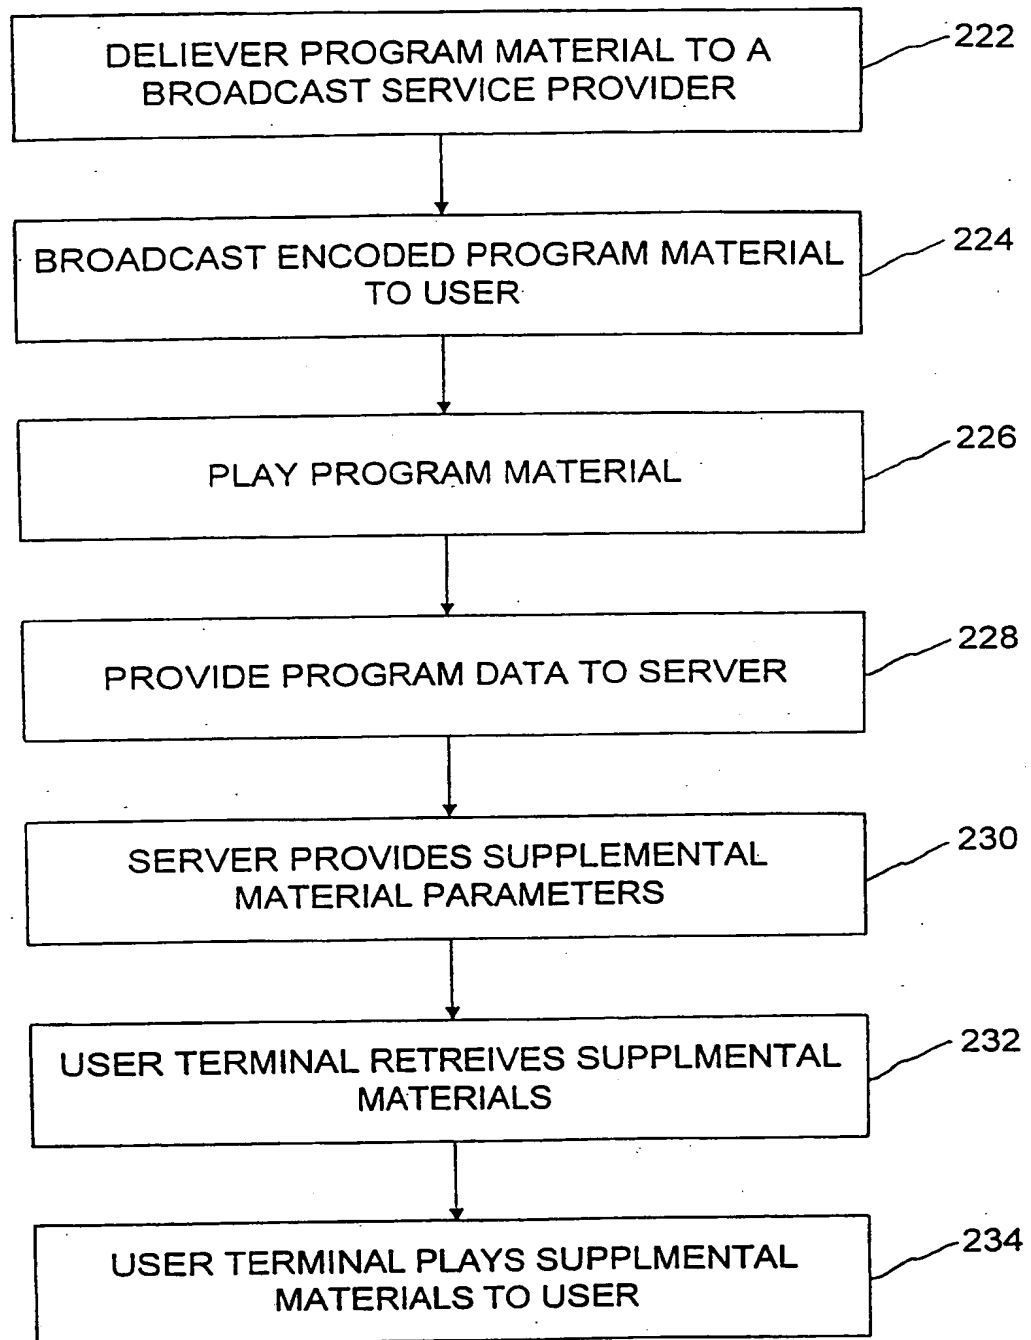 DELIEVER PROGRAM MATERIAL TO A
BROADCAST SERVICE PROVIDER
222
BROADCAST ENCODED PROGRAM MATERIAL
TO USER
224
PLAY PROGRAM MATERIAL
226
PROVIDE PROGRAM DATA TO SERVER
228
SERVER PROVIDES SUPPLEMENTAL
MATERIAL PARAMETERS
230
USER TERMINAL RETREIVES SUPPLMENTAL
MATERIALS
232
USER TERMINAL PLAYS SUPPLMENTAL
MATERIALS TO USER
234